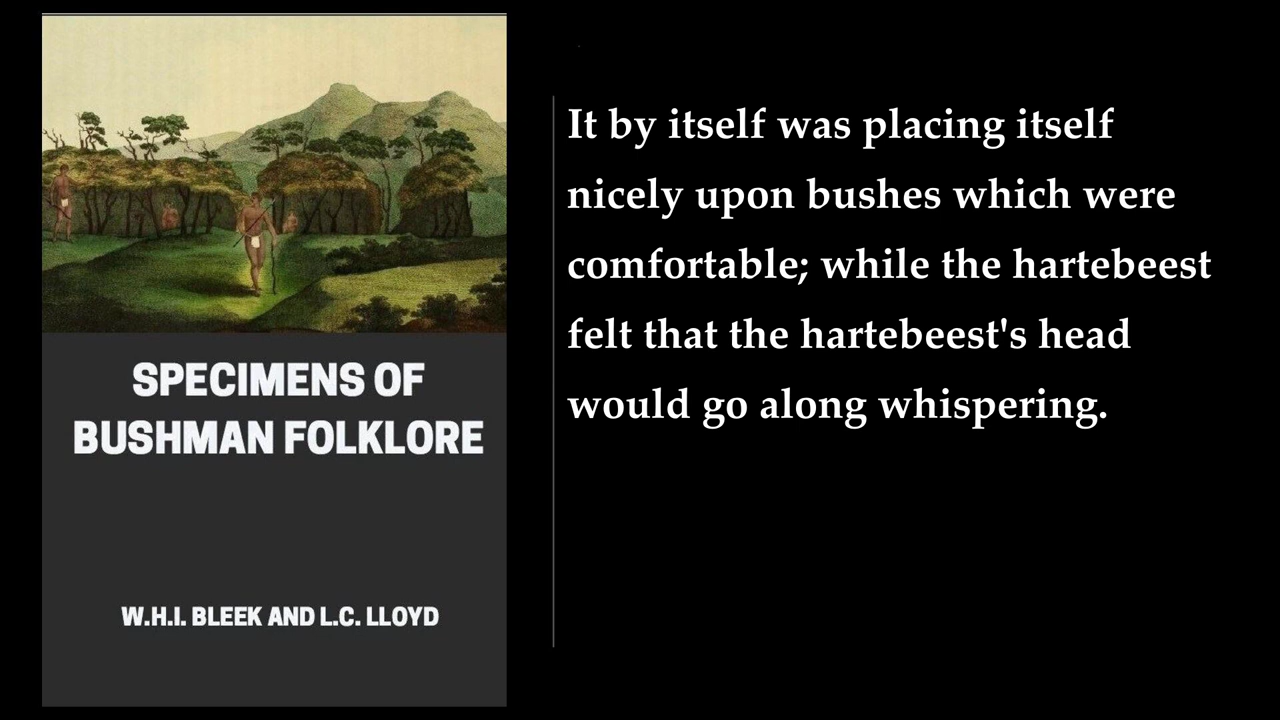 SPECIMENS OF
BUSHMAN FOLKLORE
W.H.I. BLEEK AND L.C. LLOYD
It by itself was placing itself
nicely upon bushes which were
comfortable; while the hartebeest
felt that the hartebeest's head
would go along whispering.